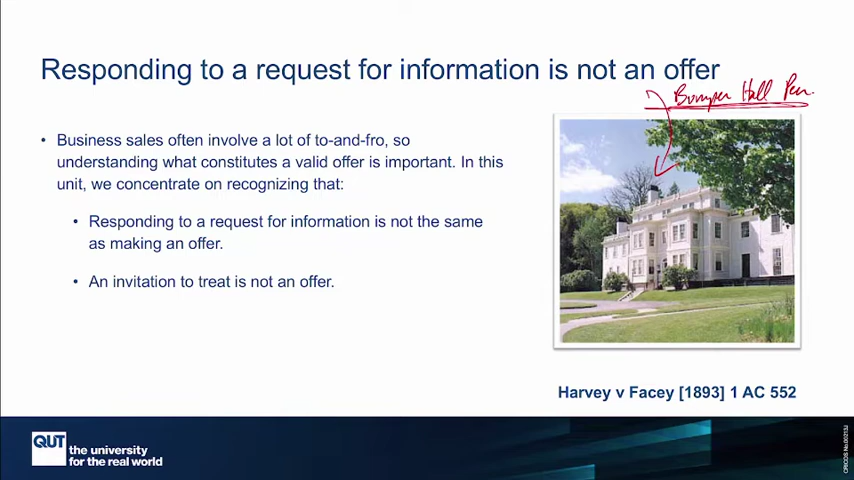 Responding to a request for information is not an offer
Bumper Hall Pen.
• Business sales often involve a lot of to-and-fro, so
understanding what constitutes a valid offer is important. In this
unit, we concentrate on recognizing that:
• Responding to a request for information is not the same
as making an offer.
• An invitation to treat is not an offer.
Harvey v Facey [1893] 1 AC 552
QUT
the university
for the real world
CRICOS No.00213J